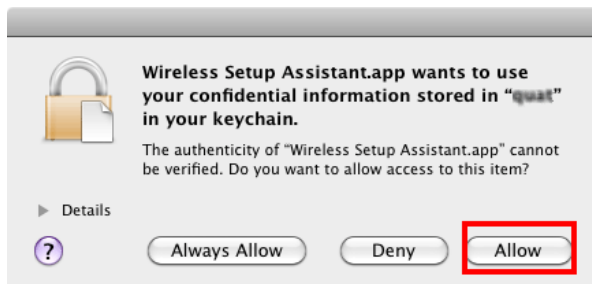 Wireless Setup Assistant.app wants to use
your confidential information stored in “ ”
in your keychain.
The authenticity of “Wireless Setup Assistant.app” cannot
be verified. Do you want to allow access to this item?
Details
? Always Allow Deny Allow